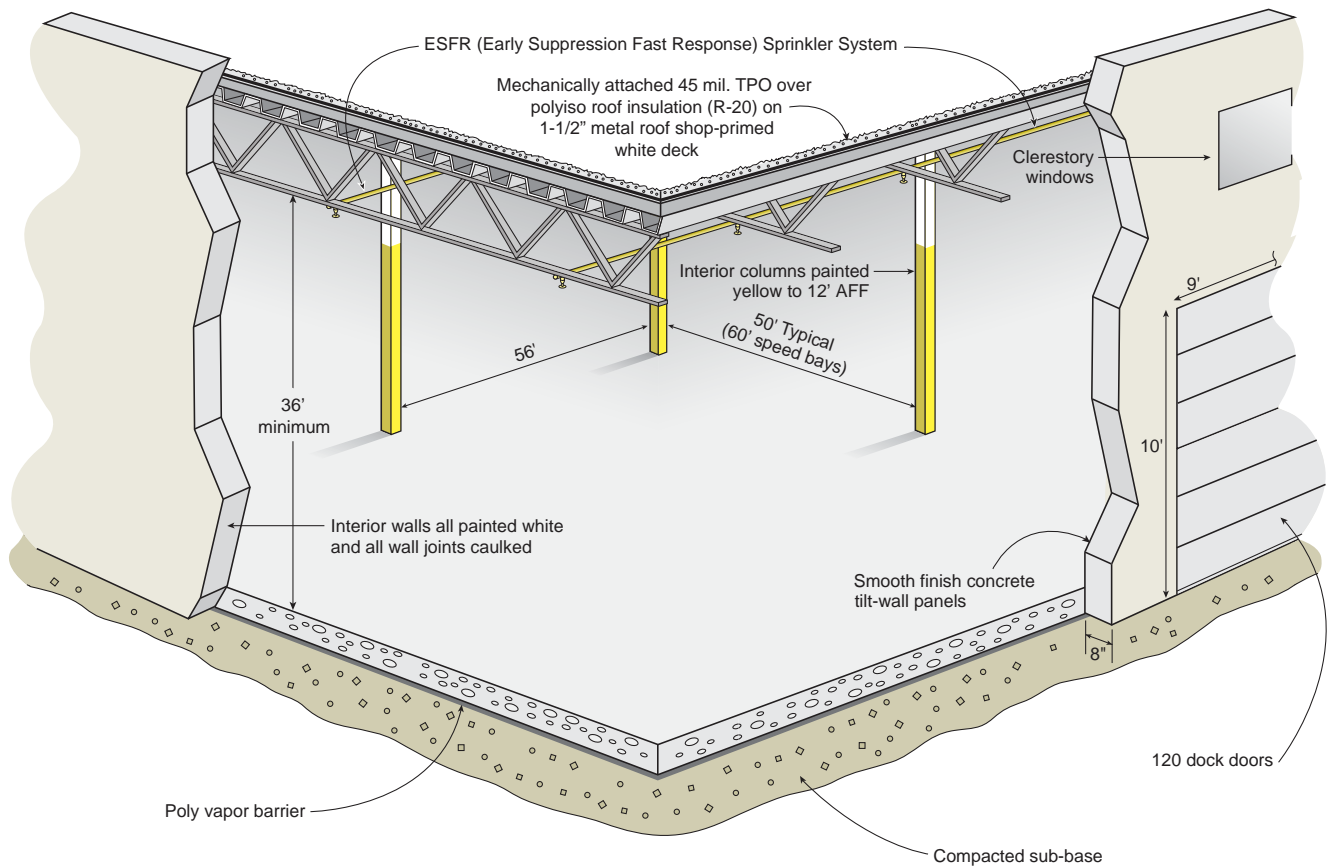 ESFR (Early Suppression Fast Response) Sprinkler System
Mechanically attached 45 mil. TPO over
polyiso roof insulation (R-20) on
1-1/2" metal roof shop-primed
white deck
Clerestory
windows
Interior columns painted
yellow to 12' AFF
9'
56'
50' Typical
(60' speed bays)
36'
minimum
10'
Interior walls all painted white
and all wall joints caulked
Smooth finish concrete
tilt-wall panels
8"
120 dock doors
Poly vapor barrier
Compacted sub-base